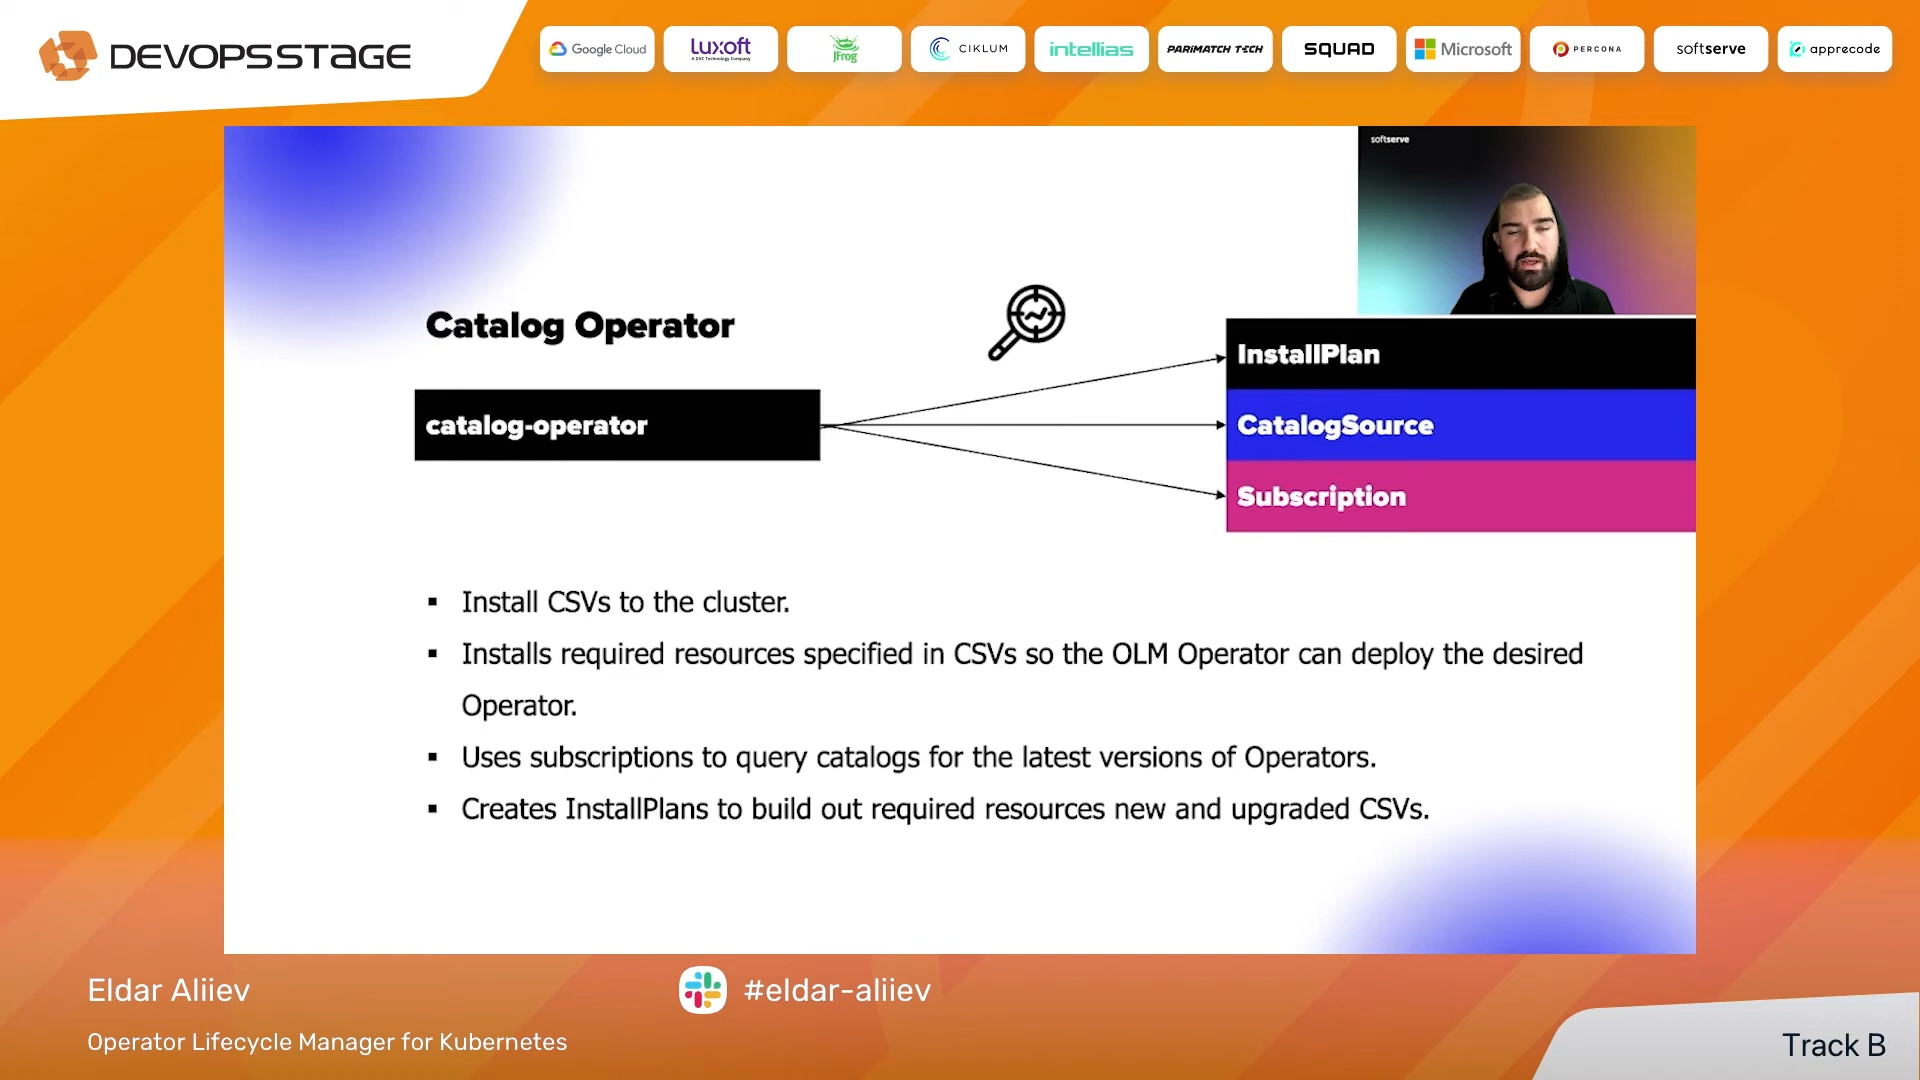 DEVOPSSTAGE
Google Cloud
Luxoft
A DXC Technology Company
JFrog
CIKLUM
intellias
PARIMATCH TECH
SQUAD
Microsoft
PERCONA
softserve
apprecode
softserve
Catalog Operator
catalog-operator
InstallPlan
CatalogSource
Subscription
▪ Install CSVs to the cluster.
▪ Installs required resources specified in CSVs so the OLM Operator can deploy the desired
Operator.
▪ Uses subscriptions to query catalogs for the latest versions of Operators.
▪ Creates InstallPlans to build out required resources new and upgraded CSVs.
Eldar Aliiev
#eldar-aliiev
Operator Lifecycle Manager for Kubernetes
Track B